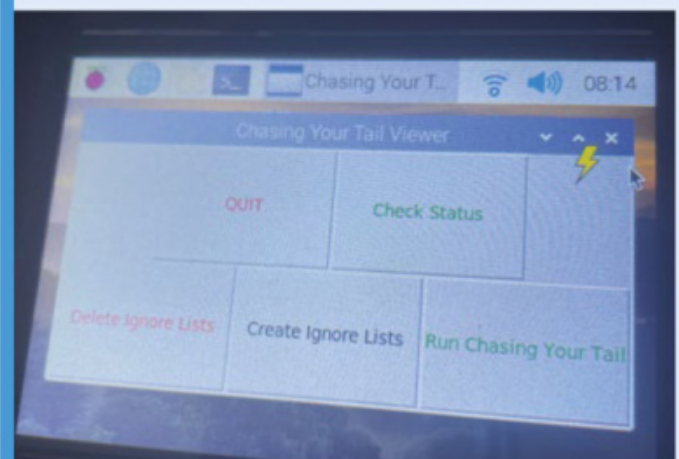 >_ Chasing Your T... 08:14
Chasing Your Tail Viewer
QUIT Check Status
Delete Ignore Lists Create Ignore Lists Run Chasing Your Tail